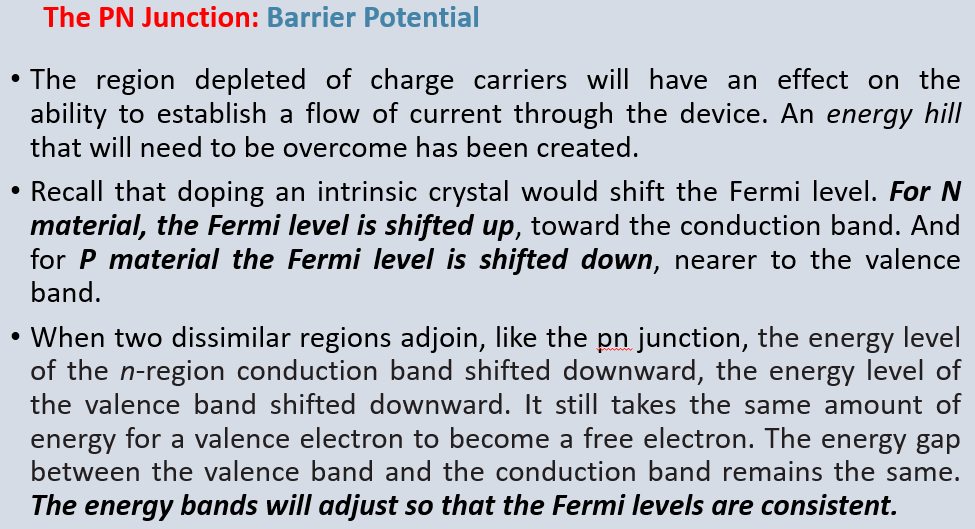 The PN Junction: Barrier Potential
• The region depleted of charge carriers will have an effect on the
ability to establish a flow of current through the device. An energy hill
that will need to be overcome has been created.
• Recall that doping an intrinsic crystal would shift the Fermi level. For N
material, the Fermi level is shifted up, toward the conduction band. And
for P material the Fermi level is shifted down, nearer to the valence
band.
• When two dissimilar regions adjoin, like the pn junction, the energy level
of the n-region conduction band shifted downward, the energy level of
the valence band shifted downward. It still takes the same amount of
energy for a valence electron to become a free electron. The energy gap
between the valence band and the conduction band remains the same.
The energy bands will adjust so that the Fermi levels are consistent.